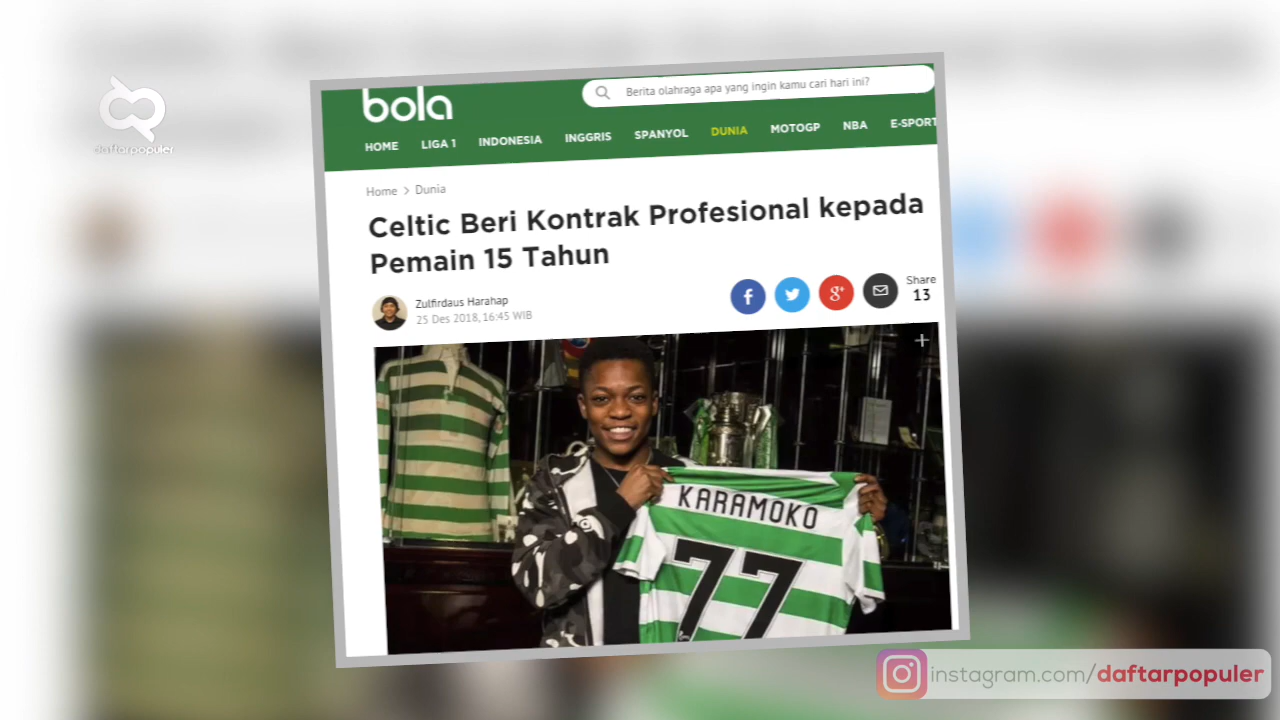 daftarpopuler
bola
Berita olahraga apa yang ingin kamu cari hari ini?
HOME LIGA 1 INDONESIA INGGRIS SPANYOL DUNIA MOTOGP NBA E-SPORT
Home > Dunia
Celtic Beri Kontrak Profesional kepada
Pemain 15 Tahun
Zulfirdaus Harahap
25 Des 2018, 16:45 WIB
Share
13
KARAMOKO
77
instagram.com/daftarpopuler